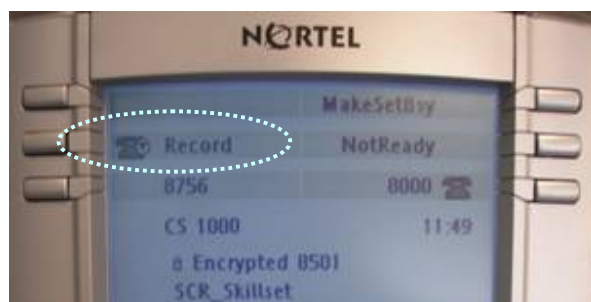 NORTEL
MakeSetBsy
Record NotReady
8756 8000
CS 1000 11:49
Encrypted 8501
SCR_Skillset